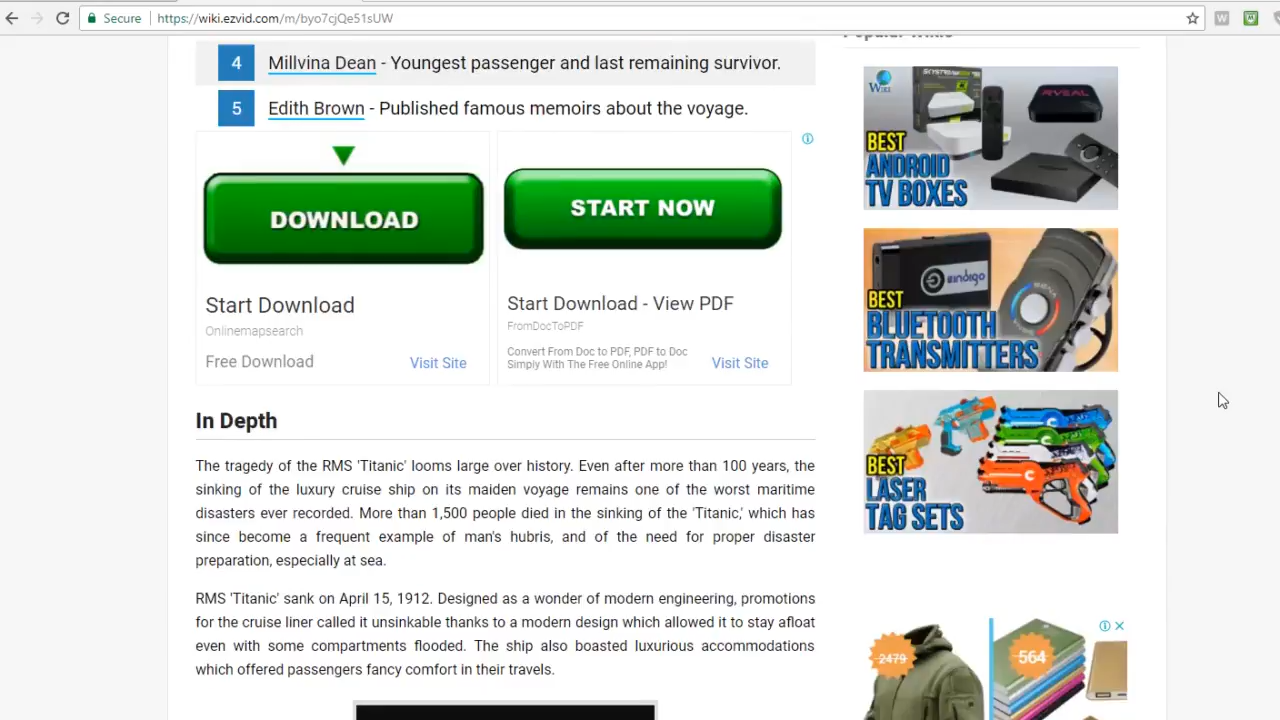 Secure
https://wiki.ezvid.com/m/byo7cjQe51sUW
W
4 Millvina Dean - Youngest passenger and last remaining survivor.
5 Edith Brown - Published famous memoirs about the voyage.
DOWNLOAD
Start Download
Onlinemapsearch
Free Download
Visit Site
START NOW
Start Download - View PDF
FromDocToPDF
Convert From Doc to PDF, PDF to Doc
Simply With The Free Online App!
Visit Site
In Depth
The tragedy of the RMS 'Titanic' looms large over history. Even after more than 100 years, the
sinking of the luxury cruise ship on its maiden voyage remains one of the worst maritime
disasters ever recorded. More than 1,500 people died in the sinking of the 'Titanic,' which has
since become a frequent example of man's hubris, and of the need for proper disaster
preparation, especially at sea.
RMS 'Titanic' sank on April 15, 1912. Designed as a wonder of modern engineering, promotions
for the cruise liner called it unsinkable thanks to a modern design which allowed it to stay afloat
even with some compartments flooded. The ship also boasted luxurious accommodations
which offered passengers fancy comfort in their travels.
Popular Wikis
WIKI
SKYSTREAM
RVEAL
BEST
ANDROID
TV BOXES
BEST
BLUETOOTH
TRANSMITTERS
SENA
BEST
LASER
TAG SETS
2479
564